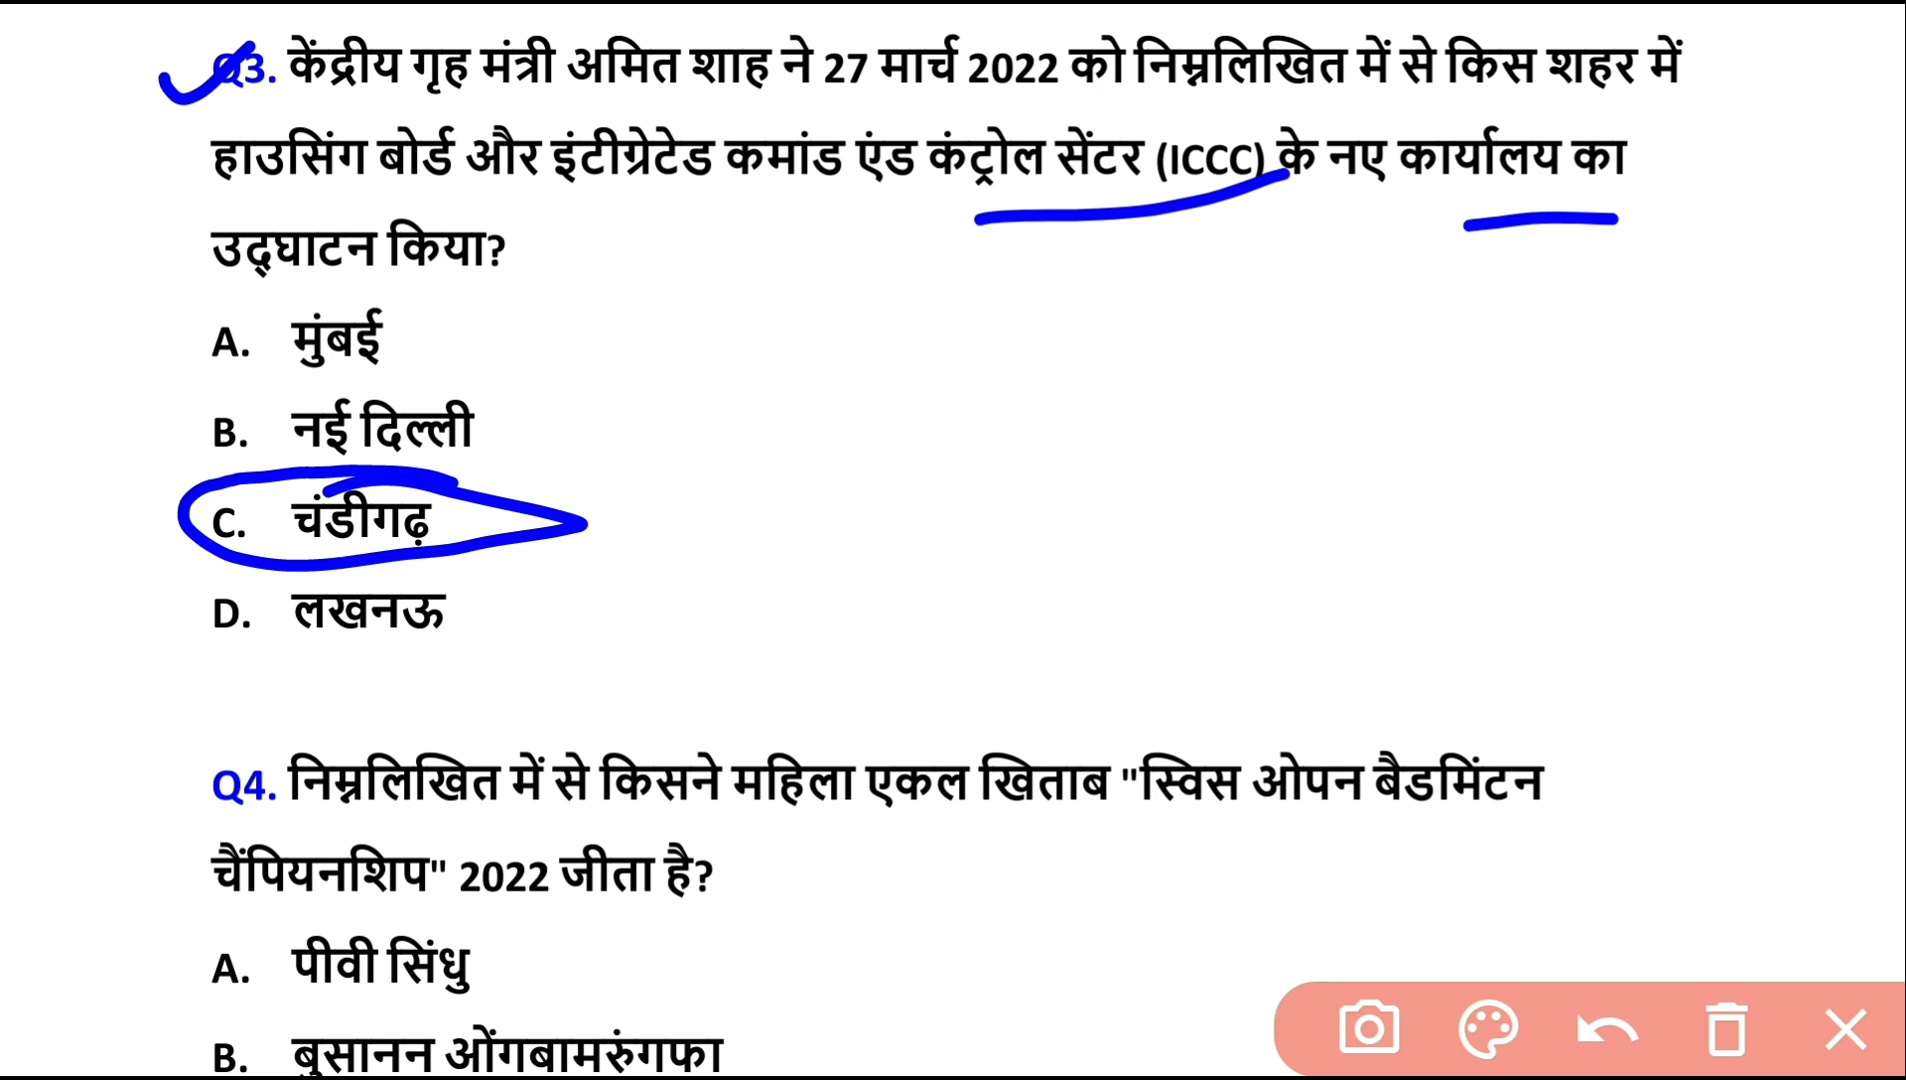 Q3. केंद्रीय गृह मंत्री अमित शाह ने 27 मार्च 2022 को निम्नलिखित में से किस शहर में
हाउसिंग बोर्ड और इंटीग्रेटेड कमांड एंड कंट्रोल सेंटर (ICCC) के नए कार्यालय का
उद्घाटन किया?
A. मुंबई
B. नई दिल्ली
C. चंडीगढ़
D. लखनऊ
Q4. निम्नलिखित में से किसने महिला एकल खिताब "स्विस ओपन बैडमिंटन
चैंपियनशिप" 2022 जीता है?
A. पीवी सिंधु
B. बुसानन ओंगबामरुंगफा